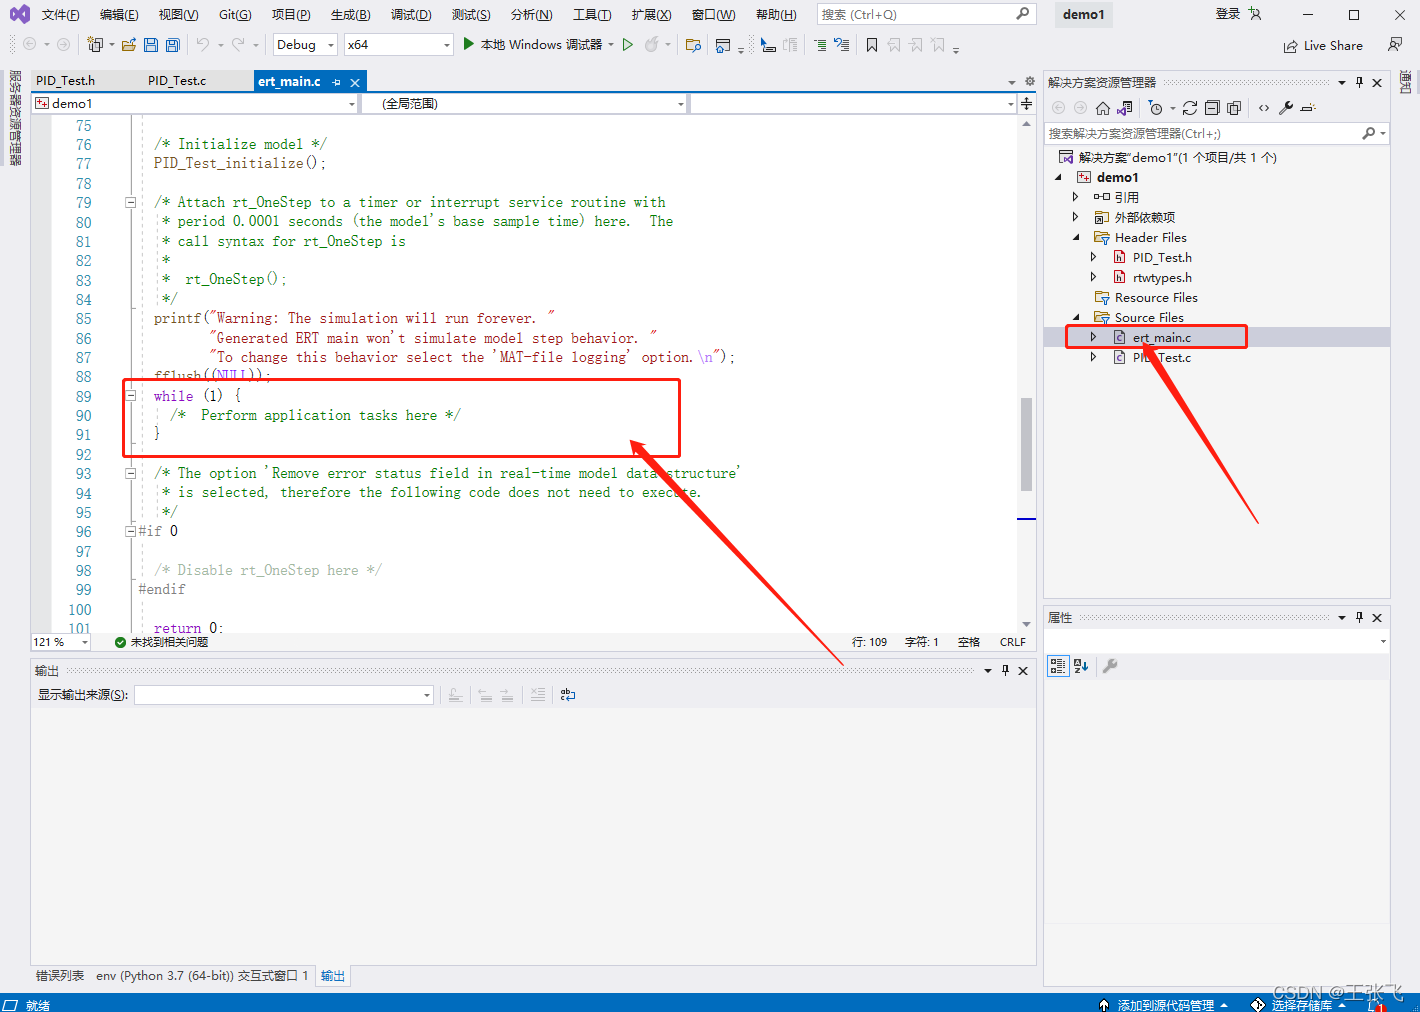 文件(F) 编辑(E) 视图(V) Git(G) 项目(P) 生成(B) 调试(D) 测试(S) 分析(N) 工具(T) 扩展(X) 窗口(W) 帮助(H) 搜索 (Ctrl+Q) demo1 登录
Debug x64 本地 Windows 调试器 Live Share
服务器资源管理器
PID_Test.h PID_Test.c ert_main.c
demo1 (全局范围)
75
76 /* Initialize model */
77 PID_Test_initialize();
78
79 /* Attach rt_OneStep to a timer or interrupt service routine with
80 * period 0.0001 seconds (the model's base sample time) here.  The
81 * call syntax for rt_OneStep is
82 *
83 *  rt_OneStep();
84 */
85 printf("Warning: The simulation will run forever. "
86 "Generated ERT main won't simulate model step behavior. "
87 "To change this behavior select the 'MAT-file logging' option.\n");
88 fflush((NULL));
89 while (1) {
90 /*  Perform application tasks here */
91 }
92
93 /* The option 'Remove error status field in real-time model data structure'
94 * is selected, therefore the following code does not need to execute.
95 */
96 #if 0
97
98 /* Disable rt_OneStep here */
99 #endif
100
101 return 0;
121 % 未找到相关问题 行: 109 字符: 1 空格 CRLF
输出
显示输出来源(S):
错误列表 env (Python 3.7 (64-bit)) 交互式窗口 1 输出
解决方案资源管理器
搜索解决方案资源管理器(Ctrl+;)
解决方案"demo1"(1 个项目/共 1 个)
demo1
引用
外部依赖项
Header Files
PID_Test.h
rtwtypes.h
Resource Files
Source Files
ert_main.c
PID_Test.c
属性
通知
就绪 添加到源代码管理 选择存储库 1
CSDN @王张飞